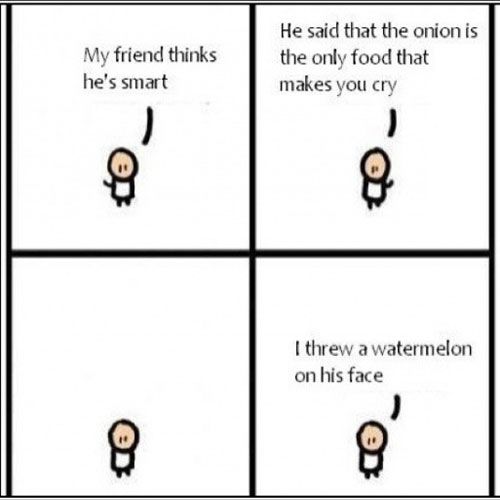 My friend thinks
he's smart
He said that the onion is
the only food that
makes you cry
I threw a watermelon
on his face